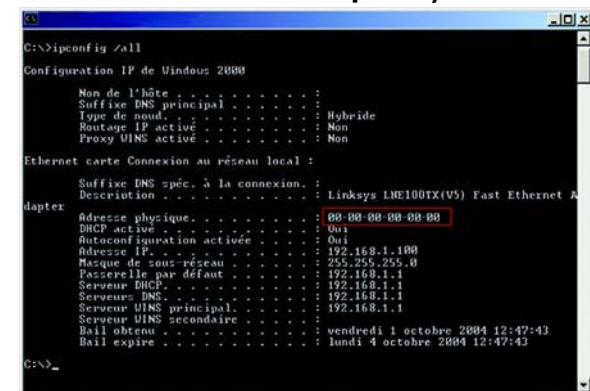 C:\>ipconfig /all
Configuration IP de Windows 2000
Nom de l'hôte . . . . . . . . . . . :
Suffixe DNS principal . . . . . . . :
Type de noud. . . . . . . . . . . . : Hybride
Routage IP activé . . . . . . . . . : Non
Proxy WINS activé . . . . . . . . . : Non
Ethernet carte Connexion au réseau local :
Suffixe DNS spéc. à la connexion. :
Description . . . . . . . . . . . : Linksys LNE100TX(V5) Fast Ethernet A
dapter
Adresse physique. . . . . . . . . : 00-00-00-00-00-00
DHCP activé . . . . . . . . . . . : Oui
Autoconfiguration activée . . . . : Oui
Adresse IP. . . . . . . . . . . . : 192.168.1.100
Masque de sous-réseau . . . . . . : 255.255.255.0
Passerelle par défaut . . . . . . : 192.168.1.1
Serveur DHCP. . . . . . . . . . . : 192.168.1.1
Serveurs DNS. . . . . . . . . . . : 192.168.1.1
Serveur WINS principal. . . . . . : 192.168.1.1
Serveur WINS secondaire . . . . . :
Bail obtenu . . . . . . . . . . . : vendredi 1 octobre 2004 12:47:43
Bail expire . . . . . . . . . . . : lundi 4 octobre 2004 12:47:43
C:\>_